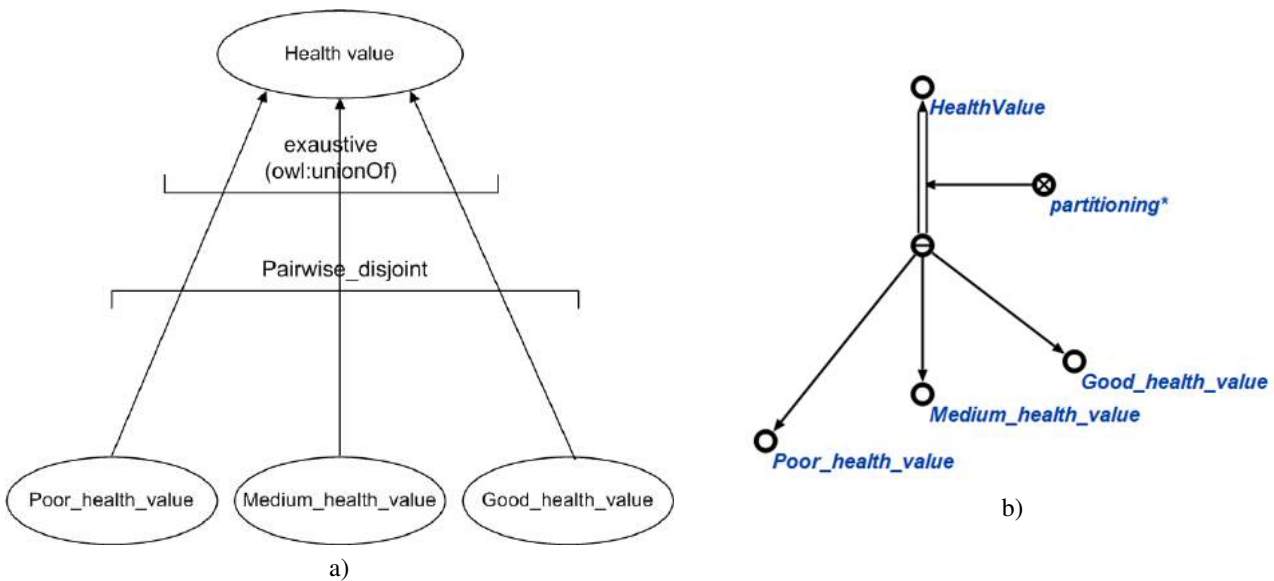 Health value
exaustive
(owl:unionOf)
Pairwise_disjoint
Poor_health_value
Medium_health_value
Good_health_value
a)
HealthValue
partitioning*
Good_health_value
Medium_health_value
Poor_health_value
b)